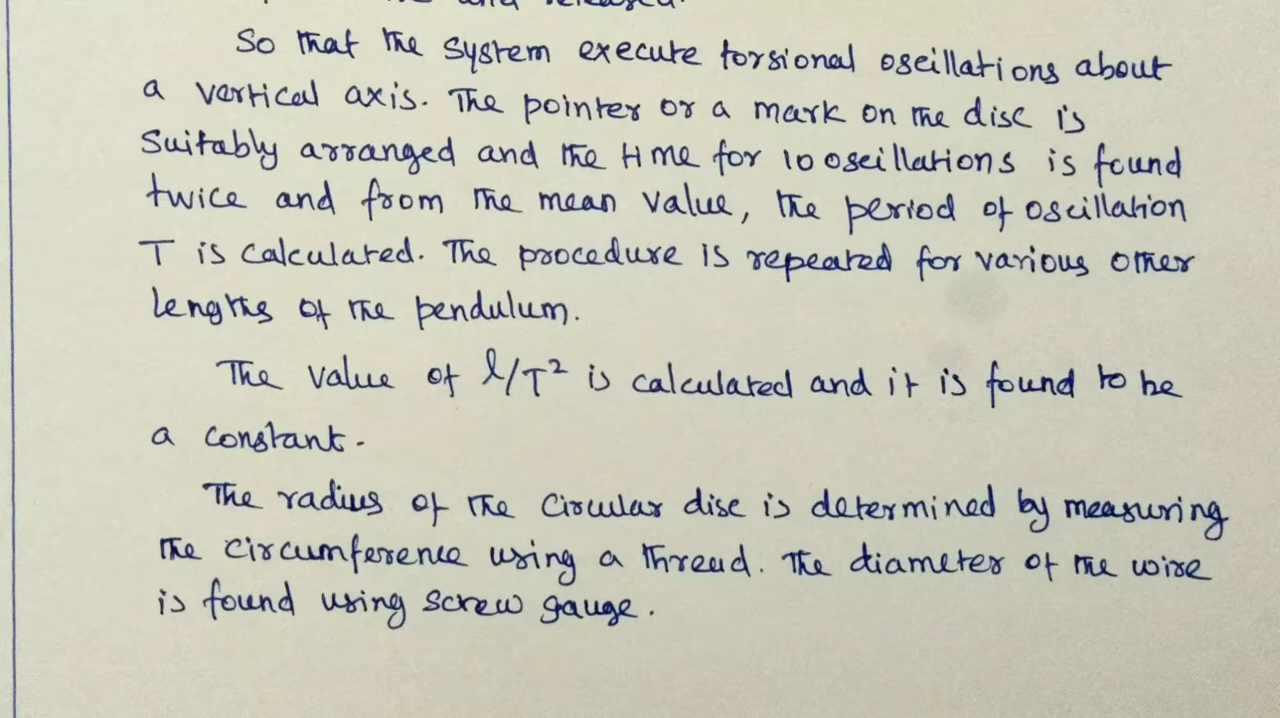 and released.
So that the system execute torsional oscillations about
a vertical axis. The pointer or a mark on the disc is
Suitably arranged and the time for 10 oscillations is found
twice and from the mean value, the period of oscillation
T is calculated. The procedure is repeated for various other
lengths of the pendulum.
The value of l/T² is calculated and it is found to be
a constant.
The radius of the Circular disc is determined by measuring
the circumference using a thread. The diameter of the wire
is found using screw gauge.